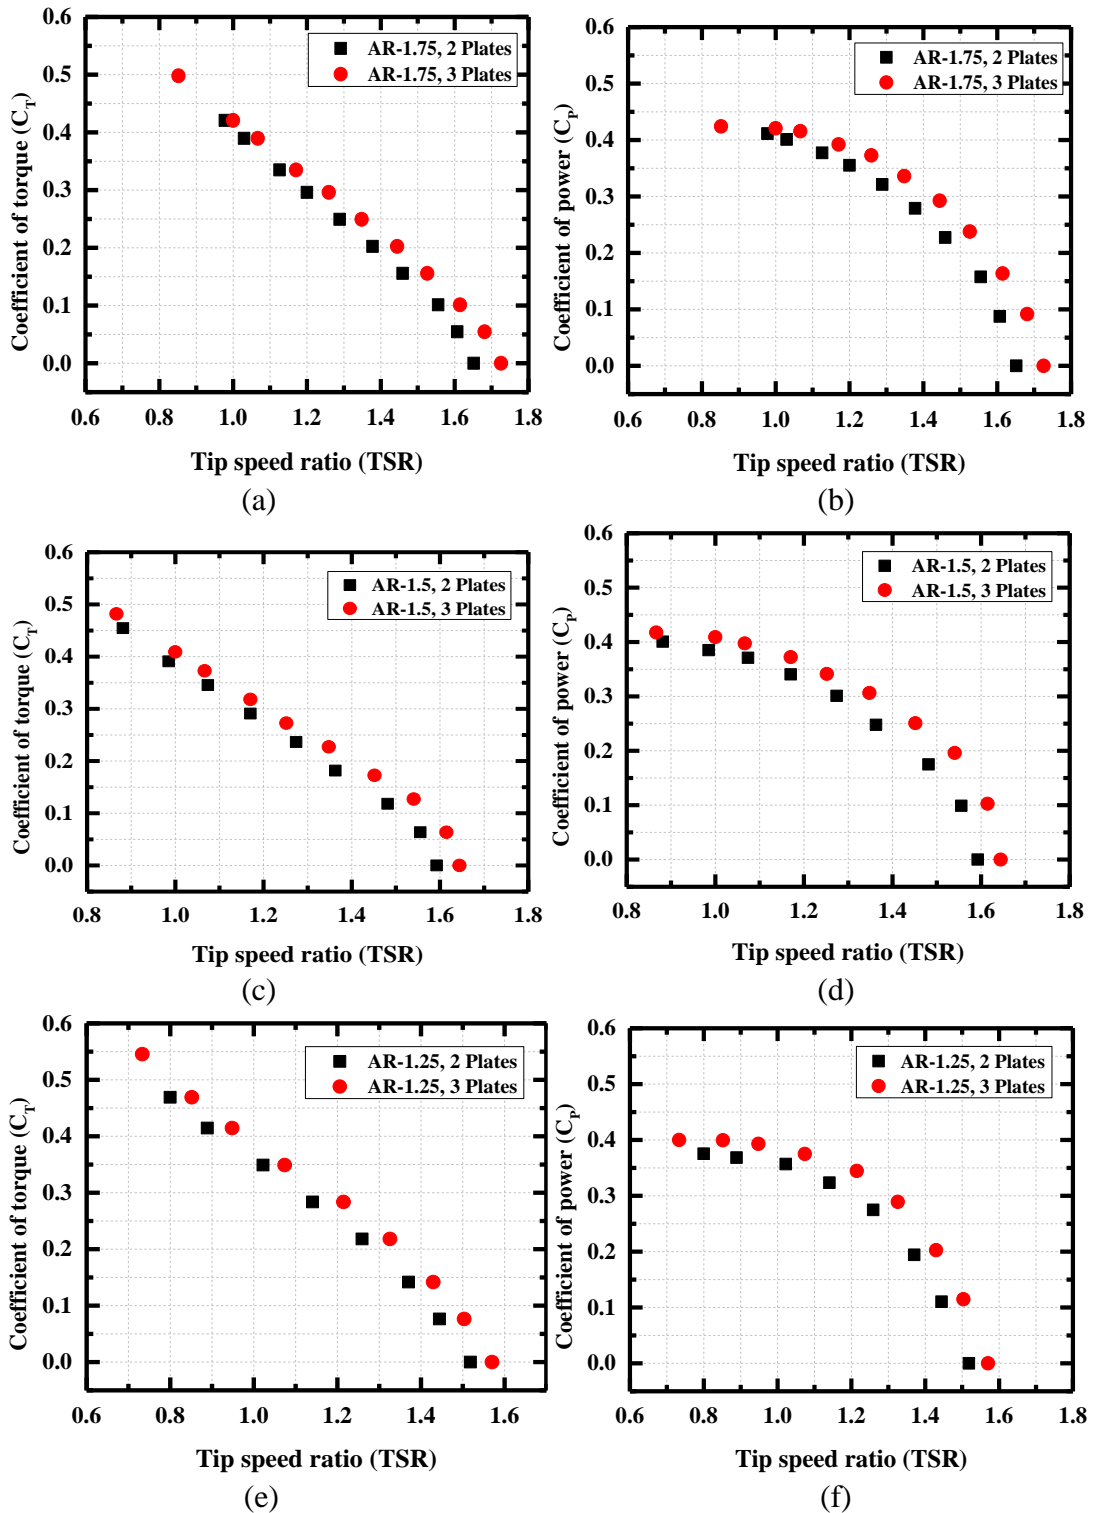 AR-1.75, 2 Plates
AR-1.75, 3 Plates
Coefficient of torque (C_T)
0.6
0.5
0.4
0.3
0.2
0.1
0.0
0.6 0.8 1.0 1.2 1.4 1.6 1.8
Tip speed ratio (TSR)
(a)
AR-1.75, 2 Plates
AR-1.75, 3 Plates
Coefficient of power (C_p)
0.6
0.5
0.4
0.3
0.2
0.1
0.0
0.6 0.8 1.0 1.2 1.4 1.6 1.8
Tip speed ratio (TSR)
(b)
AR-1.5, 2 Plates
AR-1.5, 3 Plates
Coefficient of torque (C_T)
0.6
0.5
0.4
0.3
0.2
0.1
0.0
0.8 1.0 1.2 1.4 1.6 1.8
Tip speed ratio (TSR)
(c)
AR-1.5, 2 Plates
AR-1.5, 3 Plates
Coefficient of power (C_p)
0.6
0.5
0.4
0.3
0.2
0.1
0.0
0.8 1.0 1.2 1.4 1.6 1.8
Tip speed ratio (TSR)
(d)
AR-1.25, 2 Plates
AR-1.25, 3 Plates
Coefficient of torque (C_T)
0.6
0.5
0.4
0.3
0.2
0.1
0.0
0.6 0.8 1.0 1.2 1.4 1.6
Tip speed ratio (TSR)
(e)
AR-1.25, 2 Plates
AR-1.25, 3 Plates
Coefficient of power (C_p)
0.6
0.5
0.4
0.3
0.2
0.1
0.0
0.6 0.8 1.0 1.2 1.4 1.6 1.8
Tip speed ratio (TSR)
(f)